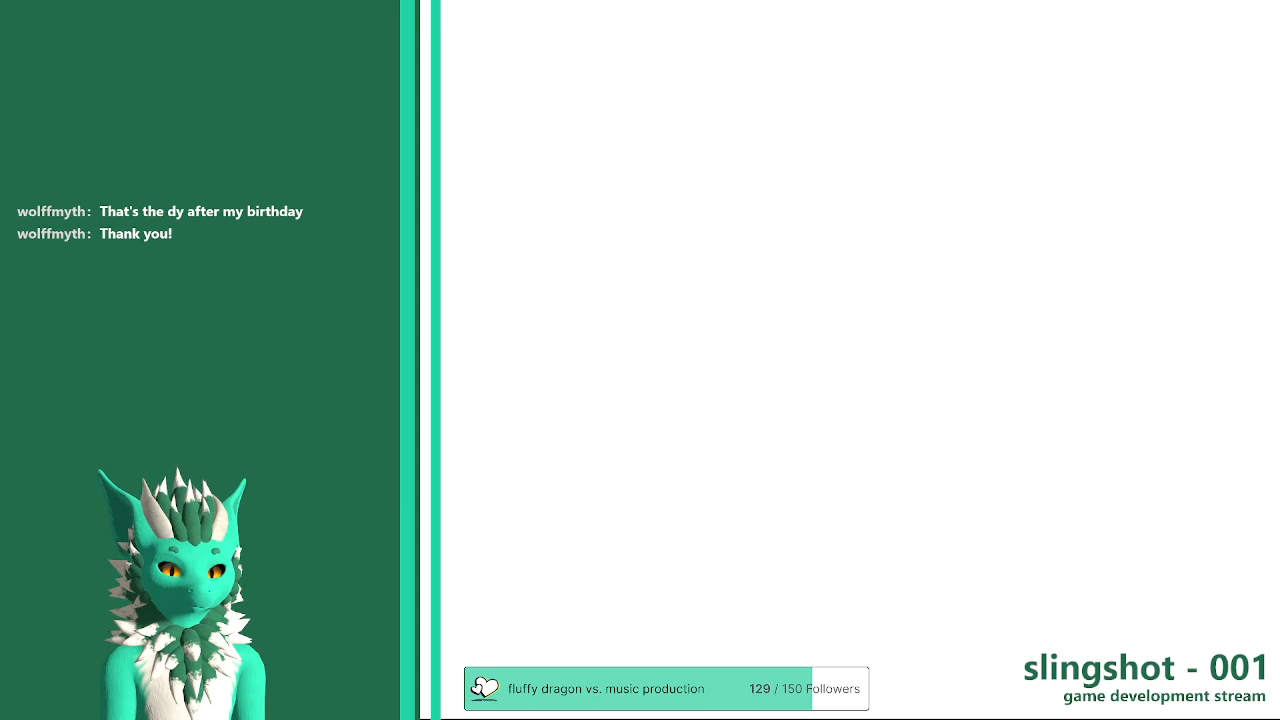 wolffmyth: That's the dy after my birthday
wolffmyth: Thank you!
fluffy dragon vs. music production 129 / 150 Followers
slingshot - 001
game development stream